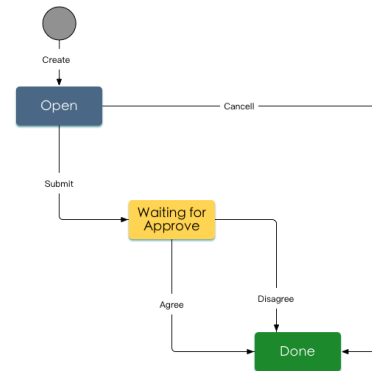 Create
Open
Cancell
Submit
Waiting for
Approve
Agree
Disagree
Done